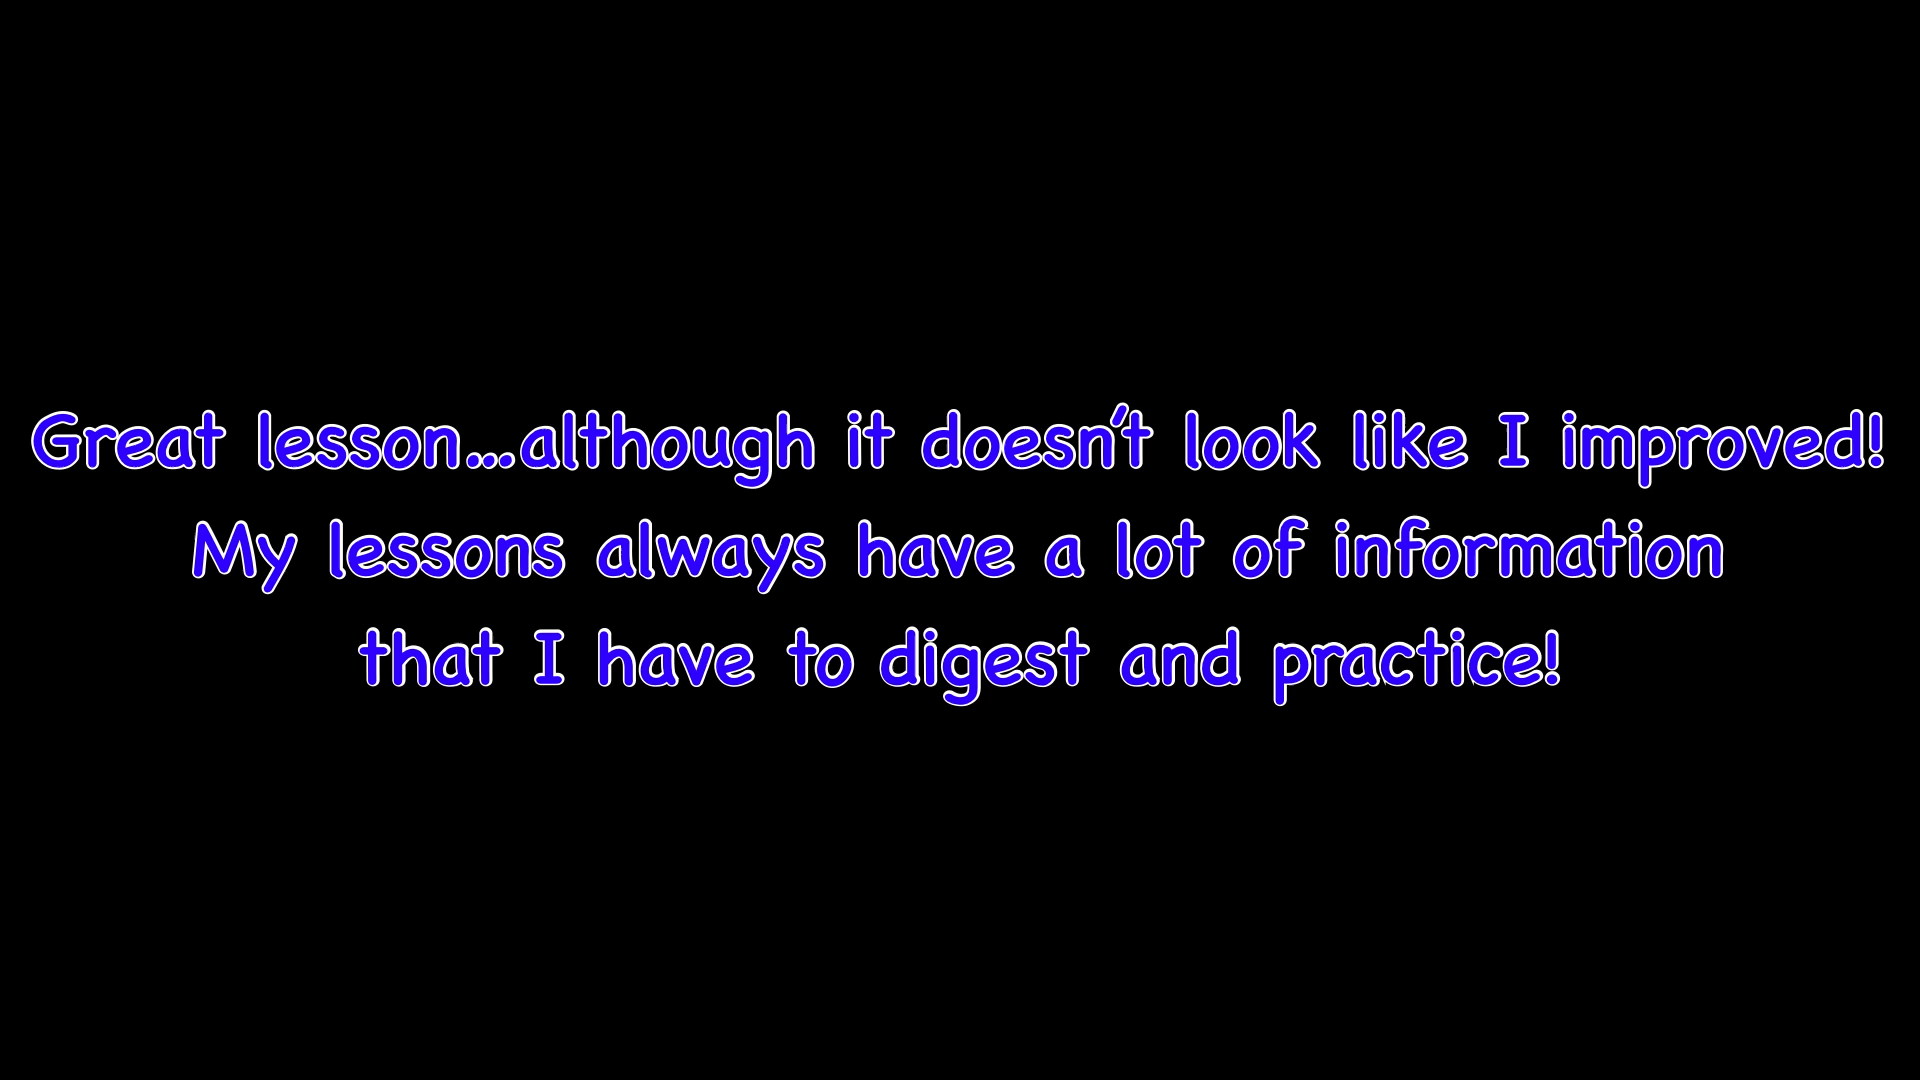 Great lesson...although it doesn't look like I improved!
My lessons always have a lot of information
that I have to digest and practice!